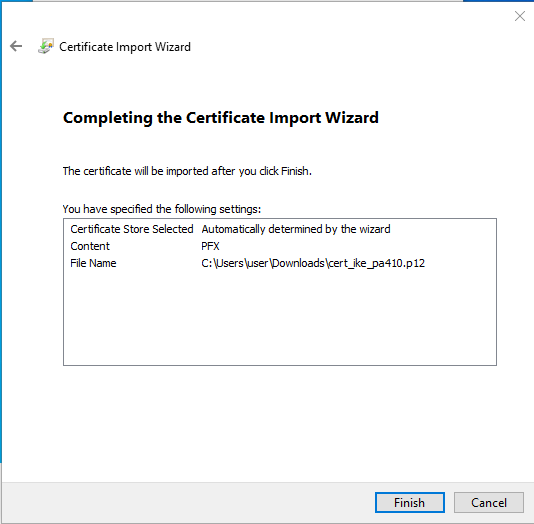 Certificate Import Wizard
Completing the Certificate Import Wizard
The certificate will be imported after you click Finish.
You have specified the following settings:
Certificate Store Selected Automatically determined by the wizard
Content PFX
File Name C:\Users\user\Downloads\cert_ike_pa410.p12
Finish Cancel